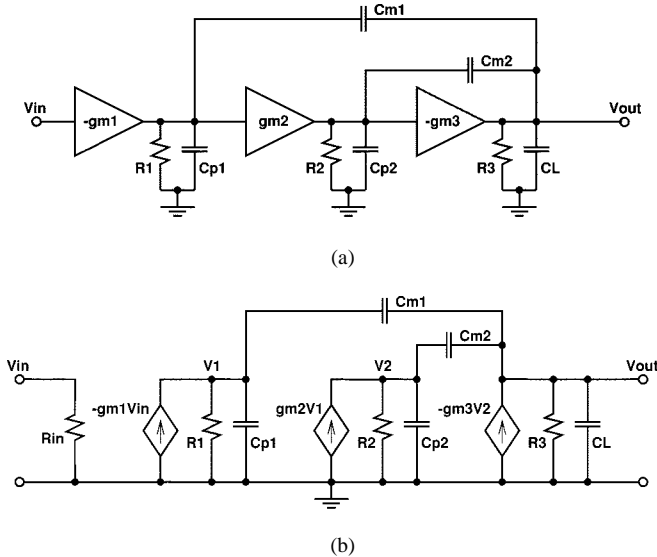 Cm1
Cm2
Vin
-gm1
gm2
-gm3
Vout
R1
Cp1
R2
Cp2
R3
CL
(a)
Cm1
Cm2
Vin
V1
V2
Vout
-gm1Vin
gm2V1
-gm3V2
Rin
R1
Cp1
R2
Cp2
R3
CL
(b)